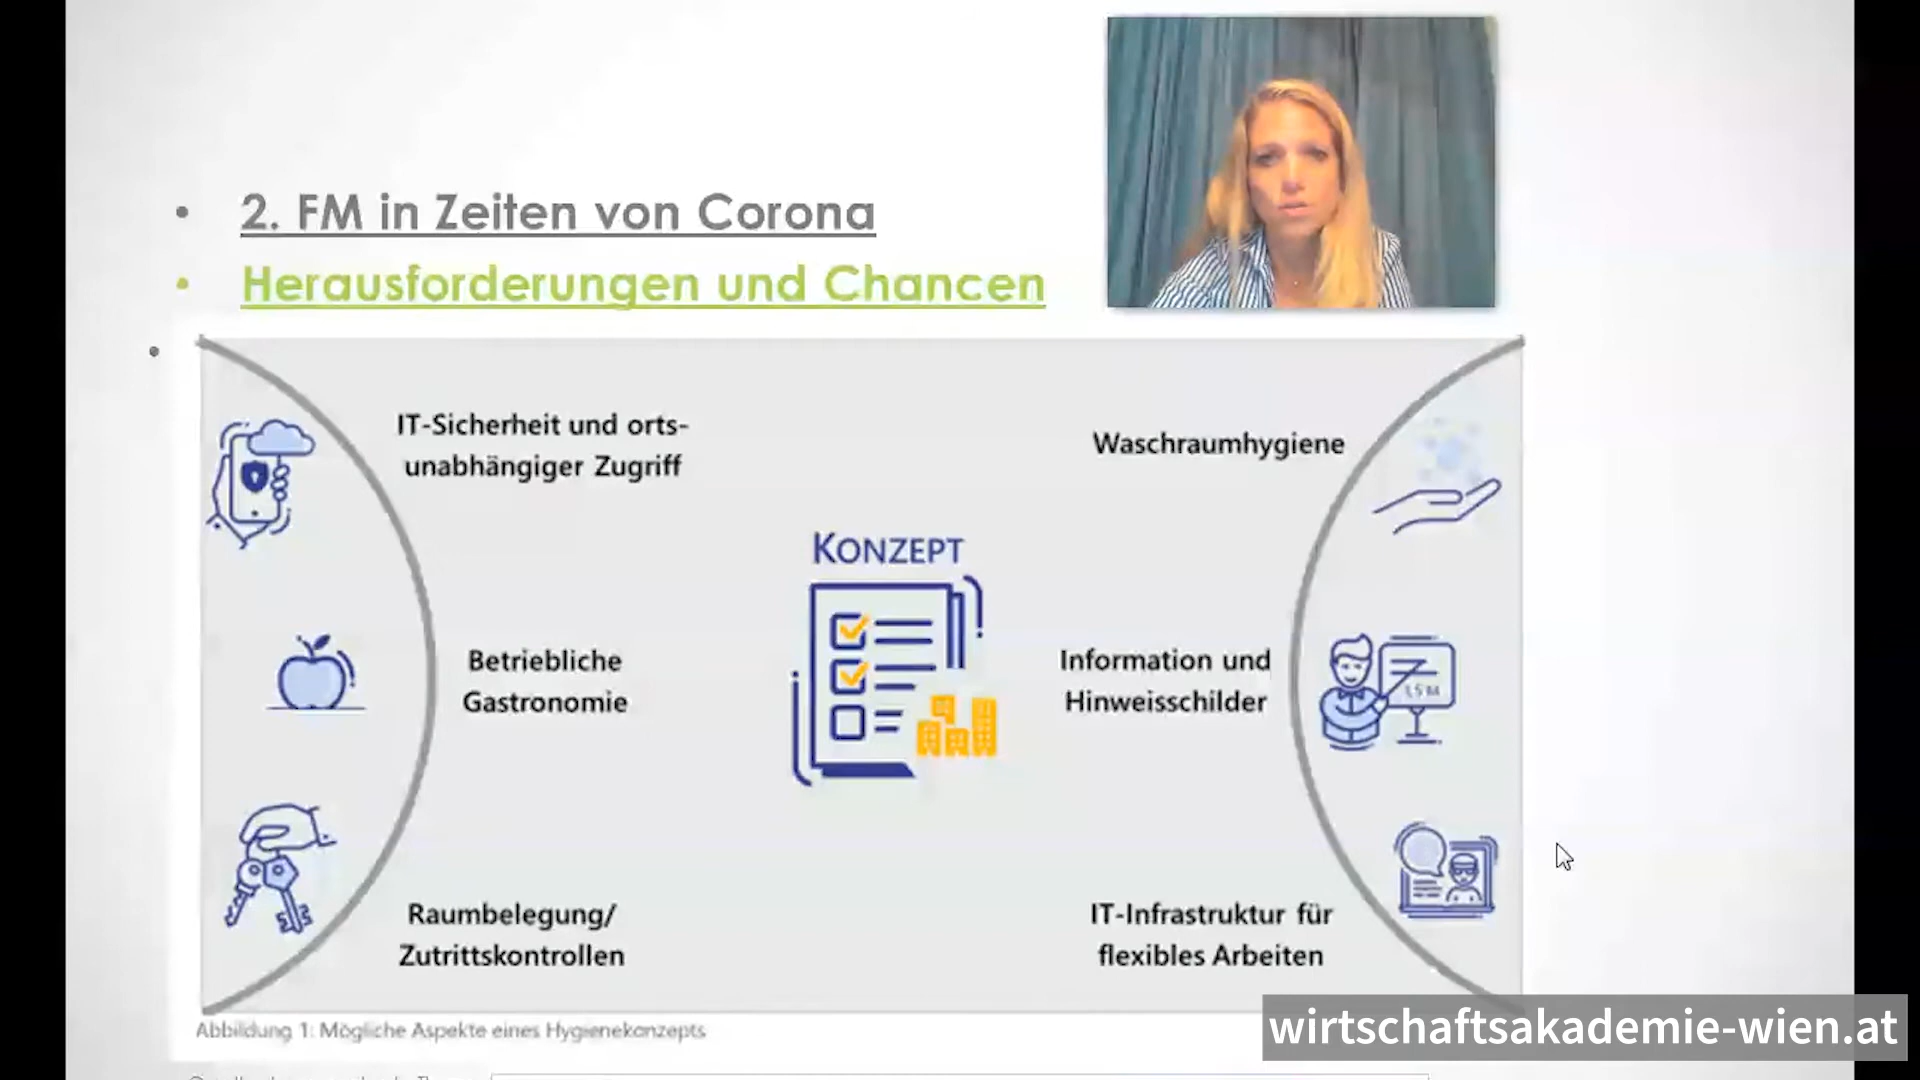 2. FM in Zeiten von Corona
Herausforderungen und Chancen
IT-Sicherheit und orts-
unabhängiger Zugriff
Waschraumhygiene
KONZEPT
Betriebliche
Gastronomie
Information und
Hinweisschilder
1,5 M
Raumbelegung/
Zutrittskontrollen
IT-Infrastruktur für
flexibles Arbeiten
Abbildung 1: Mögliche Aspekte eines Hygienekonzepts
wirtschaftsakademie-wien.at